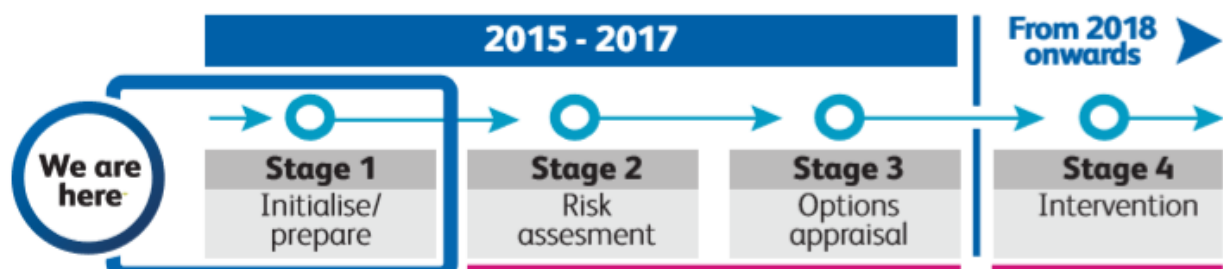 2015 - 2017
From 2018
onwards
We are
here
Stage 1
Initialise/
prepare
Stage 2
Risk
assesment
Stage 3
Options
appraisal
Stage 4
Intervention